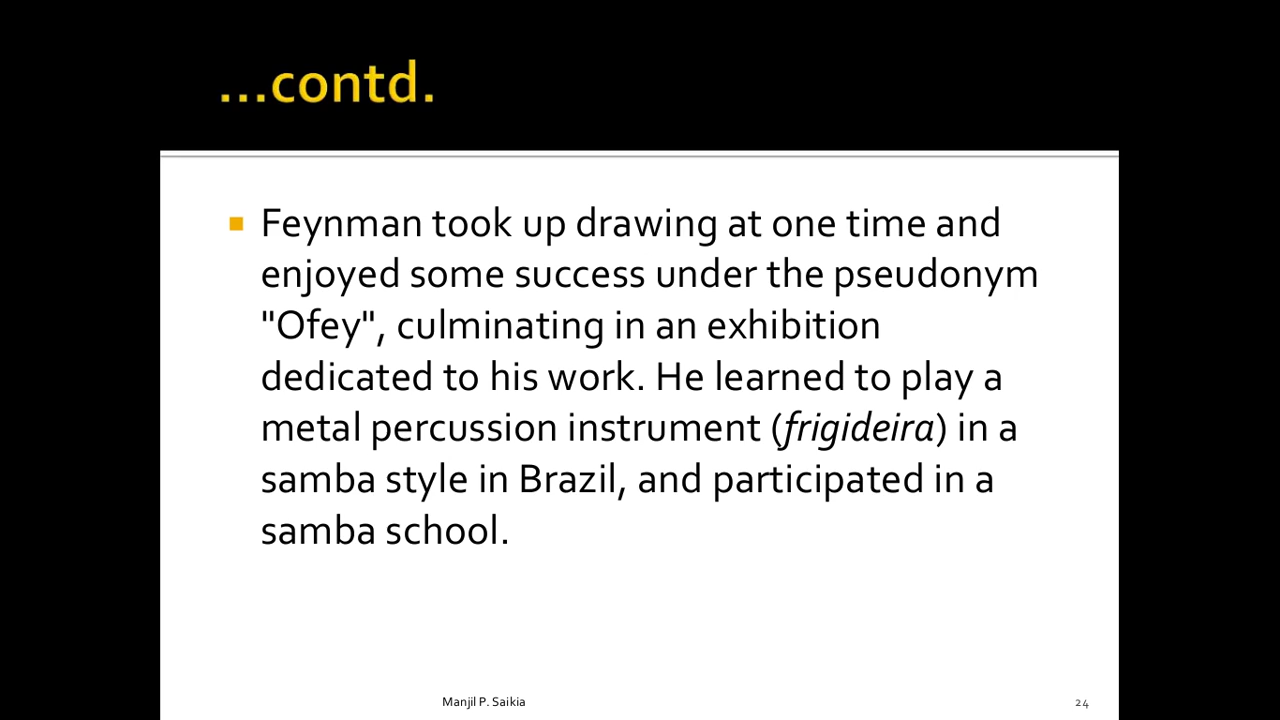 ...contd.
Feynman took up drawing at one time and
enjoyed some success under the pseudonym
"Ofey", culminating in an exhibition
dedicated to his work. He learned to play a
metal percussion instrument (frigideira) in a
samba style in Brazil, and participated in a
samba school.
Manjil P. Saikia
24